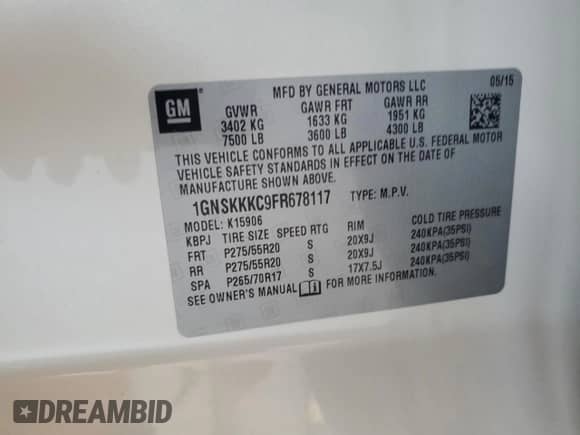 GM
MFD BY GENERAL MOTORS LLC 05/15
GVWR GAWR FRT GAWR RR
3402 KG 1633 KG 1951 KG
7500 LB 3600 LB 4300 LB
THIS VEHICLE CONFORMS TO ALL APPLICABLE U.S. FEDERAL MOTOR
VEHICLE SAFETY STANDARDS IN EFFECT ON THE DATE OF
MANUFACTURE SHOWN ABOVE.
1GNSKKKC9FR678117 TYPE: M.P.V.
MODEL: K15906
KBPJ TIRE SIZE SPEED RTG RIM COLD TIRE PRESSURE
FRT P275/55R20 S 20X9J 240KPA(35PSI)
RR P275/55R20 S 20X9J 240KPA(35PSI)
SPA P265/70R17 S 17X7.5J 240KPA(35PSI)
SEE OWNER'S MANUAL FOR MORE INFORMATION.
DREAMBID